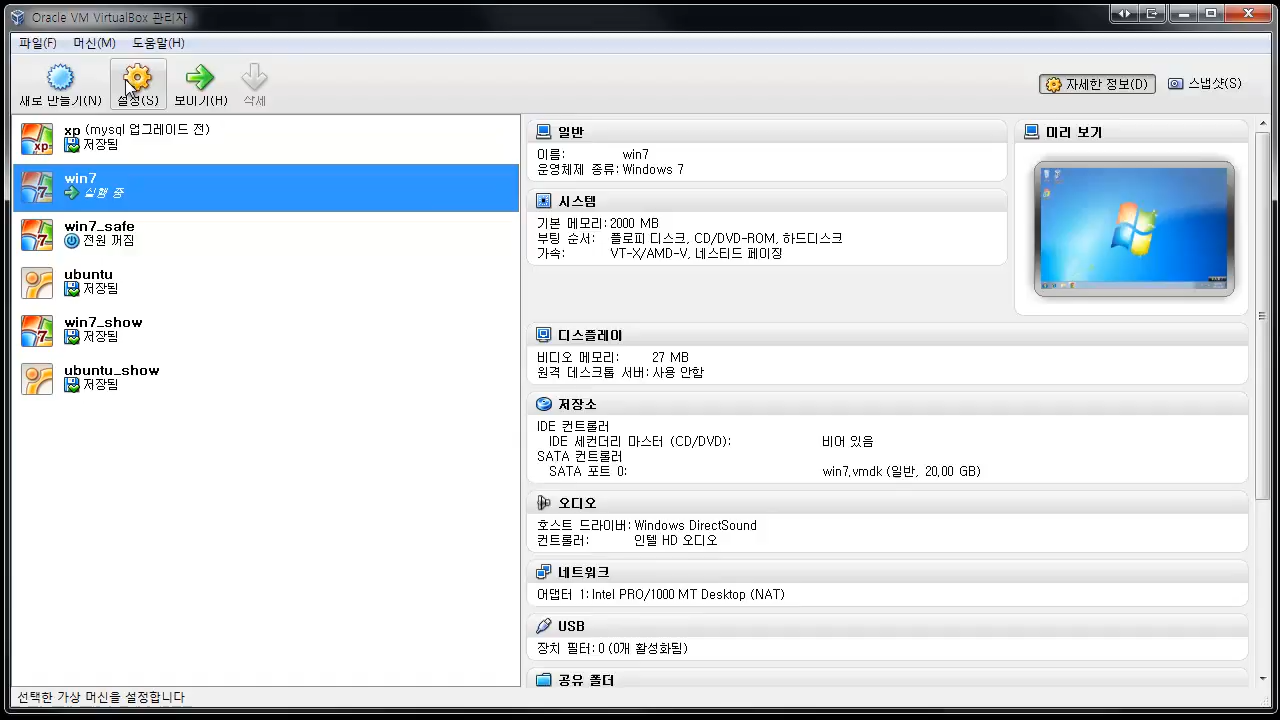 Oracle VM VirtualBox 관리자
파일(F) 머신(M) 도움말(H)
새로 만들기(N) 설정(S) 보이기(H) 삭제
자세한 정보(D) 스냅샷(S)
xp (mysql 업그레이드 전)
저장됨
win7
실행 중
win7_safe
전원 꺼짐
ubuntu
저장됨
win7_show
저장됨
ubuntu_show
저장됨
일반
이름: win7
운영체제 종류: Windows 7
시스템
기본 메모리: 2000 MB
부팅 순서: 플로피 디스크, CD/DVD-ROM, 하드디스크
가속: VT-X/AMD-V, 네스티드 페이징
미리 보기
디스플레이
비디오 메모리: 27 MB
원격 데스크톱 서버: 사용 안함
저장소
IDE 컨트롤러
IDE 세컨더리 마스터 (CD/DVD): 비어 있음
SATA 컨트롤러
SATA 포트 0: win7.vmdk (일반, 20.00 GB)
오디오
호스트 드라이버: Windows DirectSound
컨트롤러: 인텔 HD 오디오
네트워크
어댑터 1: Intel PRO/1000 MT Desktop (NAT)
USB
장치 필터: 0 (0개 활성화됨)
공유 폴더
선택한 가상 머신을 설정합니다